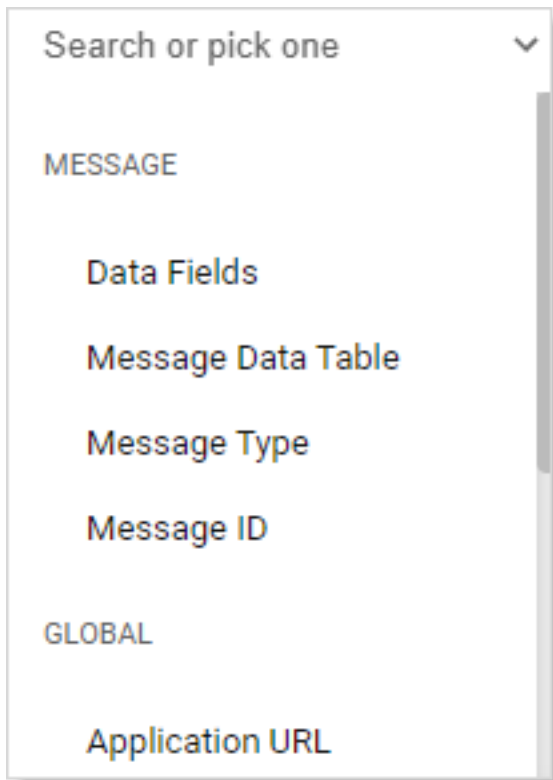 Search or pick one
MESSAGE
Data Fields
Message Data Table
Message Type
Message ID
GLOBAL
Application URL